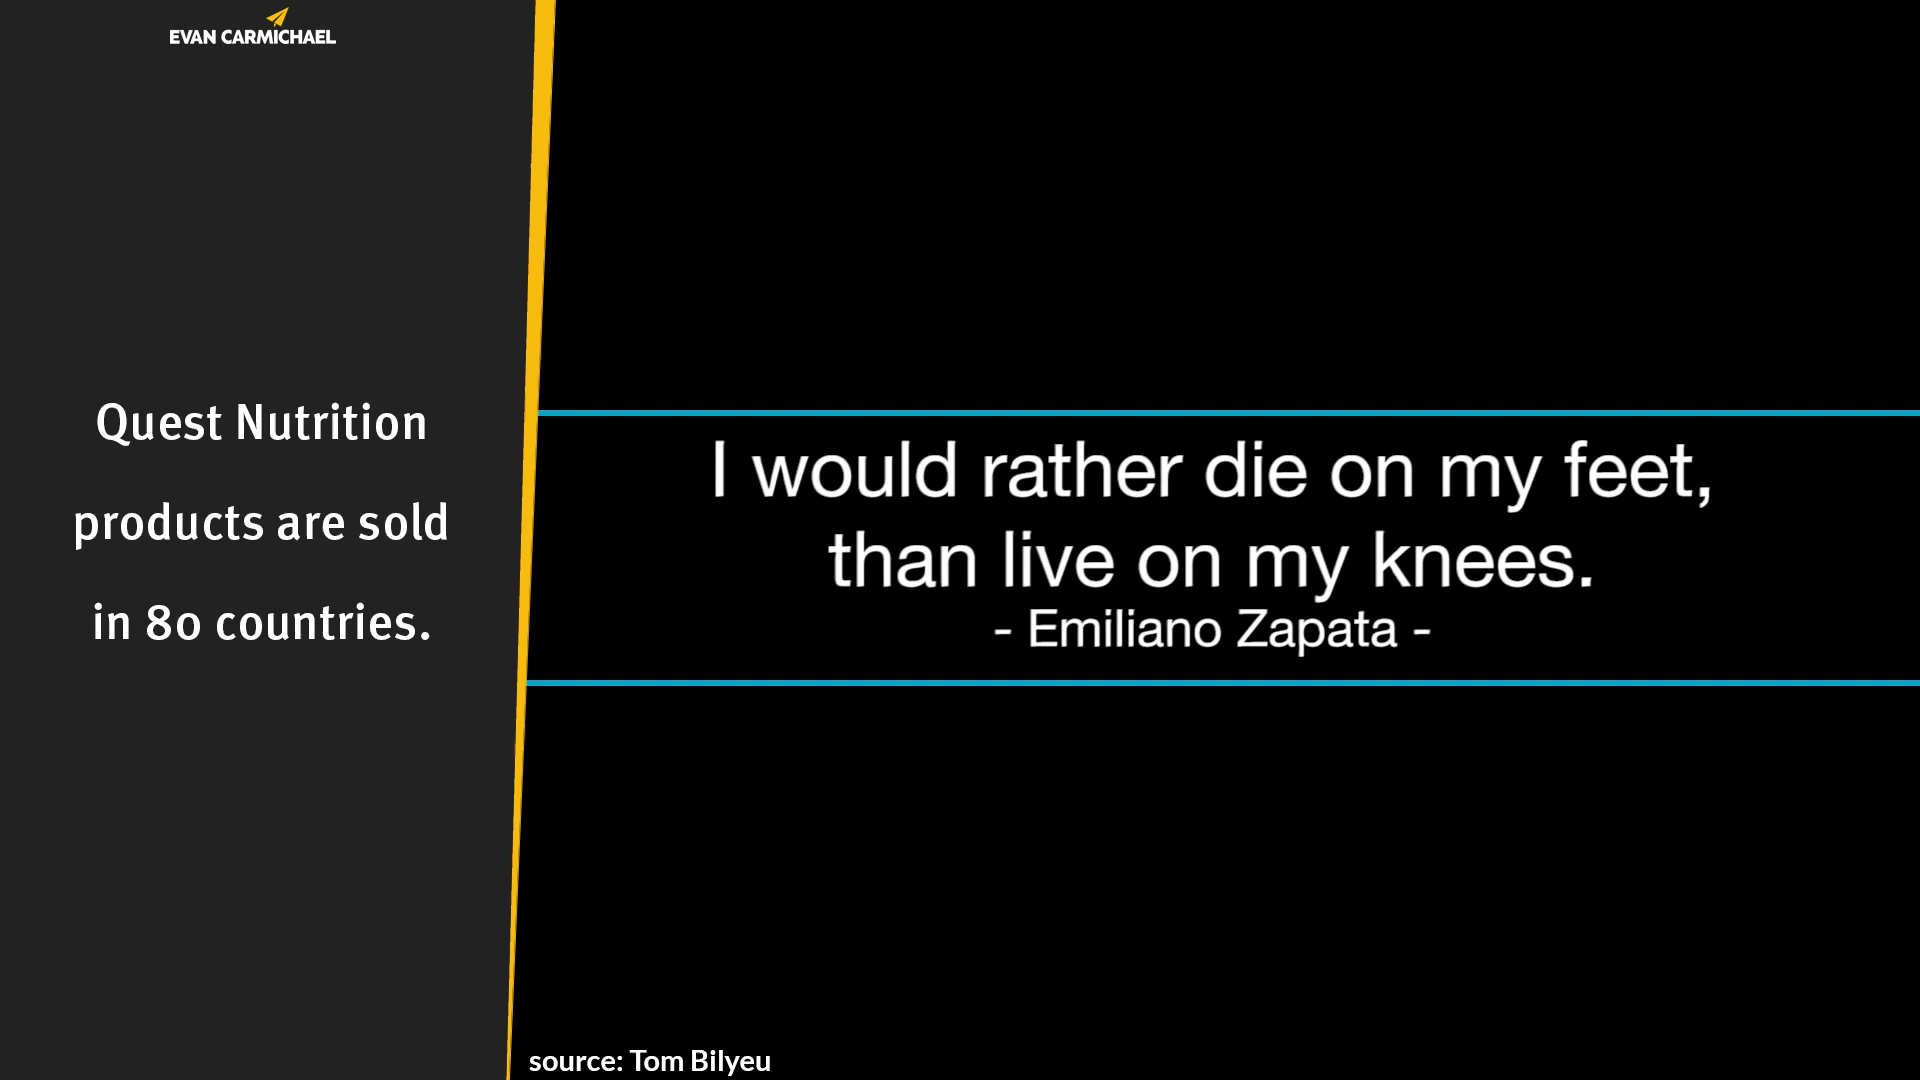 EVAN CARMICHAEL
Quest Nutrition
products are sold
in 80 countries.
I would rather die on my feet,
than live on my knees.
- Emiliano Zapata -
source: Tom Bilyeu